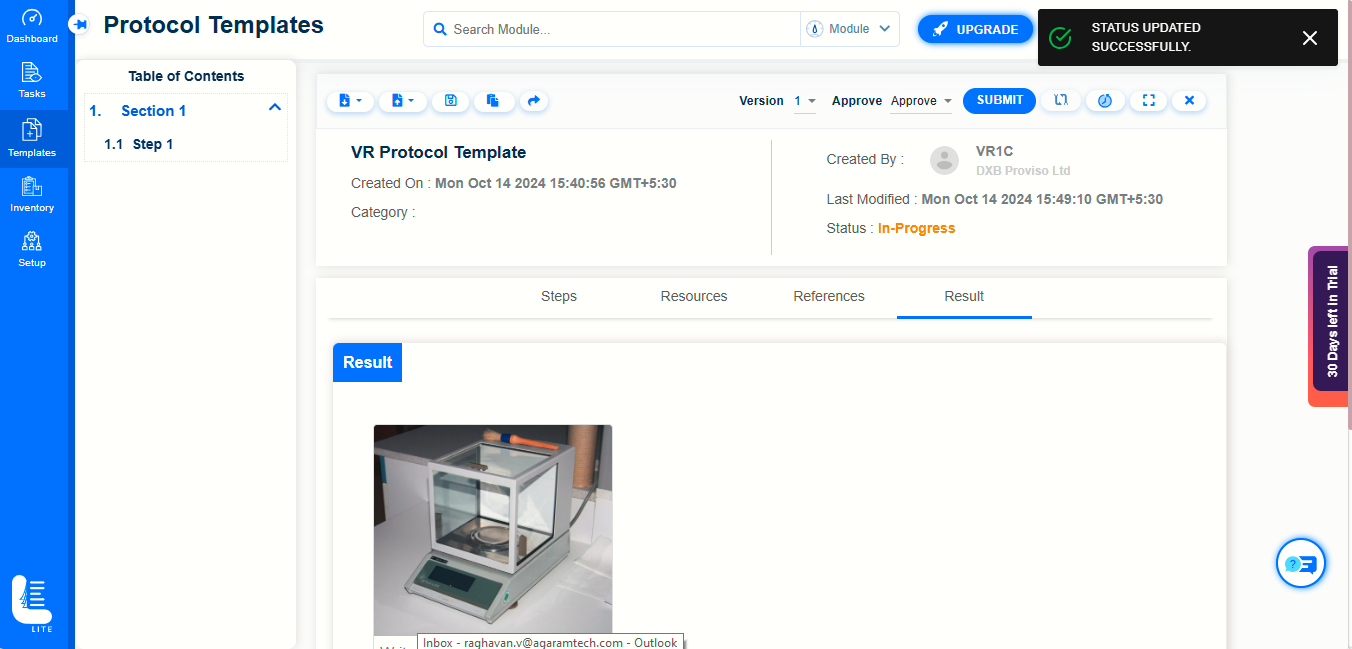 Dashboard
Tasks
Templates
Inventory
Setup
LITE
Protocol Templates
Search Module...
Module
UPGRADE
STATUS UPDATED
SUCCESSFULLY.
Table of Contents
1. Section 1
1.1 Step 1
Version 1 Approve Approve SUBMIT
VR Protocol Template
Created On : Mon Oct 14 2024 15:40:56 GMT+5:30
Category :
Created By : VR1C
DXB Proviso Ltd
Last Modified : Mon Oct 14 2024 15:49:10 GMT+5:30
Status : In-Progress
Steps Resources References Result
Result
Inbox - raghavan.v@agaramtech.com - Outlook
30 Days left in Trial